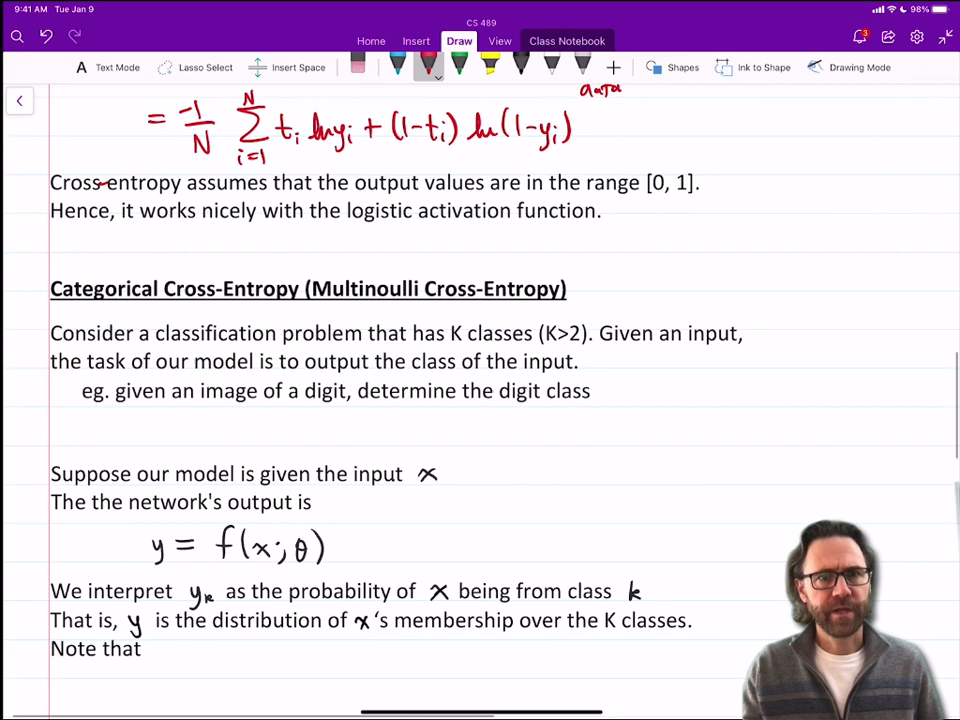 9:41 AM Tue Jan 9
98%
CS 489
Home Insert Draw View Class Notebook
3
A Text Mode Lasso Select Insert Space Shapes Ink to Shape Drawing Mode
data
= -1/N Σ_{i=1}^{N} t_i ln y_i + (1-t_i) ln(1-y_i)
Cross-entropy assumes that the output values are in the range [0, 1].
Hence, it works nicely with the logistic activation function.
Categorical Cross-Entropy (Multinoulli Cross-Entropy)
Consider a classification problem that has K classes (K>2). Given an input,
the task of our model is to output the class of the input.
eg. given an image of a digit, determine the digit class
Suppose our model is given the input x
The the network's output is
y = f(x; θ)
We interpret y_k as the probability of x being from class k
That is, y is the distribution of x's membership over the K classes.
Note that